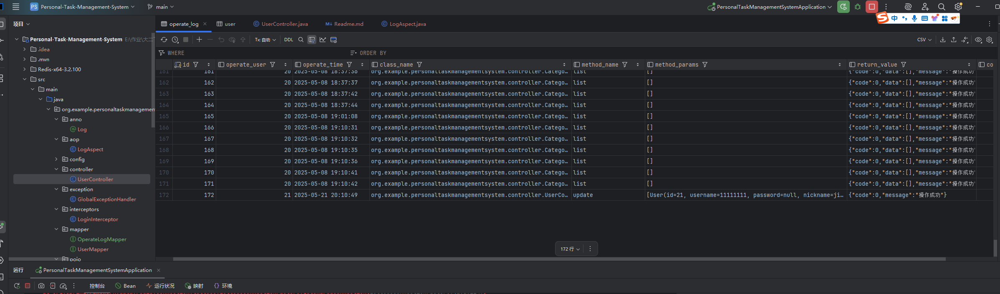 PS Personal-Task-Management-System main PersonalTaskManagementSystemApplication
中
项目
operate_log user UserController.java Readme.md LogAspect.java
Tx: 自动 DDL CSV
WHERE ORDER BY
id operate_user operate_time class_name method_name method_params return_value co
161 161 20 2025-05-08 18:37:36 org.example.personaltaskmanagementsystem.controller.Catego… list [] {"code":0,"data":[],"message":"操作成功"
162 162 20 2025-05-08 18:37:37 org.example.personaltaskmanagementsystem.controller.Catego… list [] {"code":0,"data":[],"message":"操作成功"
163 163 20 2025-05-08 18:37:42 org.example.personaltaskmanagementsystem.controller.Catego… list [] {"code":0,"data":[],"message":"操作成功"
164 164 20 2025-05-08 18:37:44 org.example.personaltaskmanagementsystem.controller.Catego… list [] {"code":0,"data":[],"message":"操作成功"
165 165 20 2025-05-08 19:01:08 org.example.personaltaskmanagementsystem.controller.Catego… list [] {"code":0,"data":[],"message":"操作成功"
166 166 20 2025-05-08 19:10:31 org.example.personaltaskmanagementsystem.controller.Catego… list [] {"code":0,"data":[],"message":"操作成功"
167 167 20 2025-05-08 19:10:32 org.example.personaltaskmanagementsystem.controller.Catego… list [] {"code":0,"data":[],"message":"操作成功"
168 168 20 2025-05-08 19:10:35 org.example.personaltaskmanagementsystem.controller.Catego… list [] {"code":0,"data":[],"message":"操作成功"
169 169 20 2025-05-08 19:10:36 org.example.personaltaskmanagementsystem.controller.Catego… list [] {"code":0,"data":[],"message":"操作成功"
170 170 20 2025-05-08 19:10:41 org.example.personaltaskmanagementsystem.controller.Catego… list [] {"code":0,"data":[],"message":"操作成功"
171 171 20 2025-05-08 19:10:42 org.example.personaltaskmanagementsystem.controller.Catego… list [] {"code":0,"data":[],"message":"操作成功"
172 172 21 2025-05-21 20:10:49 org.example.personaltaskmanagementsystem.controller.UserCo… update [User(id=21, username=11111111, password=null, nickname=ji… {"code":0,"message":"操作成功"}
172 行
Personal-Task-Management-System E:\作业\大二
.idea
.mvn
Redis-x64-3.2.100
src
main
java
org.example.personaltaskmanagemen
anno
Log
aop
LogAspect
config
controller
UserController
exception
GlobalExceptionHandler
interceptors
LoginInterceptor
mapper
OperateLogMapper
UserMapper
pojo
运行 PersonalTaskManagementSystemApplication
控制台 Bean 运行状况 映射 环境